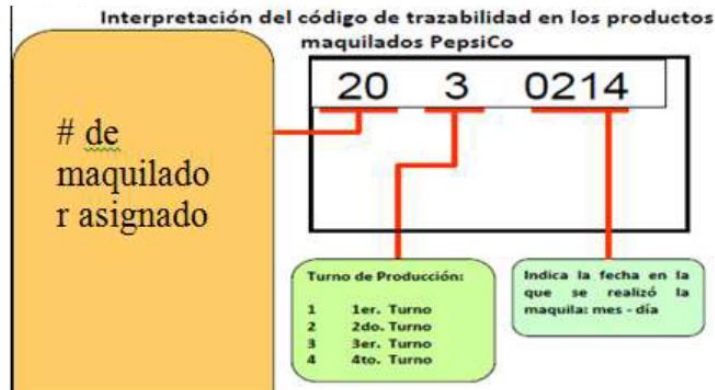 Interpretación del código de trazabilidad en los productos
maquilados PepsiCo
20 3 0214
# de
maquilado
r asignado
Turno de Producción:
1 1er. Turno
2 2do. Turno
3 3er. Turno
4 4to. Turno
Indica la fecha en la
que se realizó la
maquila: mes - día